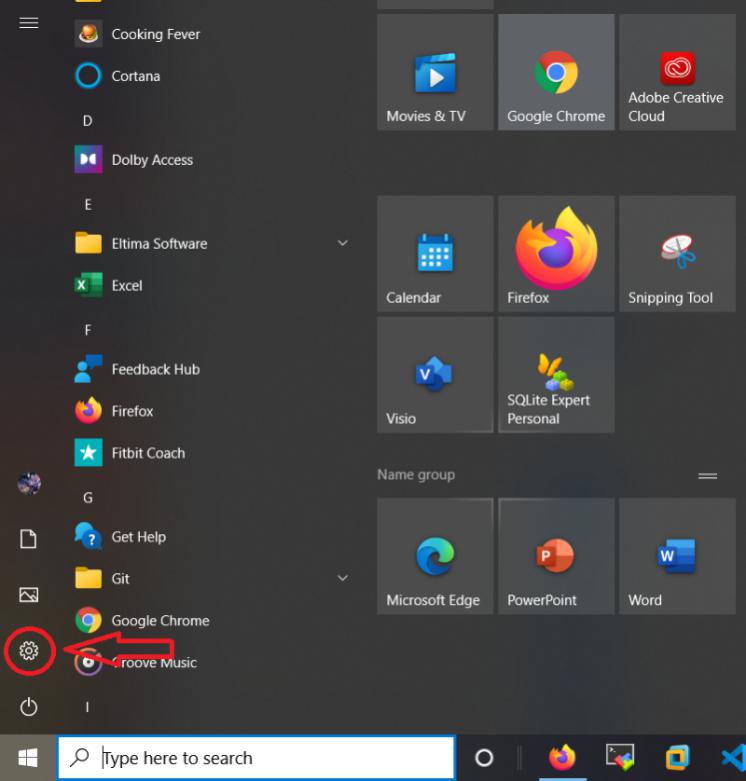 Cooking Fever
Cortana
D
Dolby Access
E
Eltima Software
Excel
F
Feedback Hub
Firefox
Fitbit Coach
G
Get Help
Git
Google Chrome
Groove Music
I
Movies & TV
Google Chrome
Adobe Creative
Cloud
Calendar
Firefox
Snipping Tool
Visio
SQLite Expert
Personal
Name group
Microsoft Edge
PowerPoint
Word
Type here to search